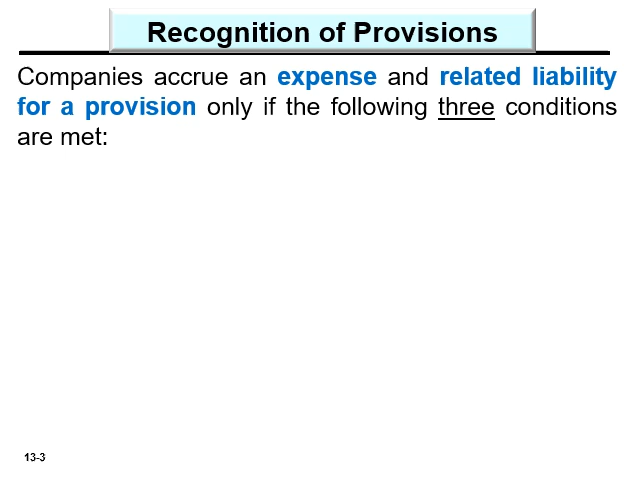 Recognition of Provisions
Companies accrue an expense and related liability
for a provision only if the following three conditions
are met:
13-3